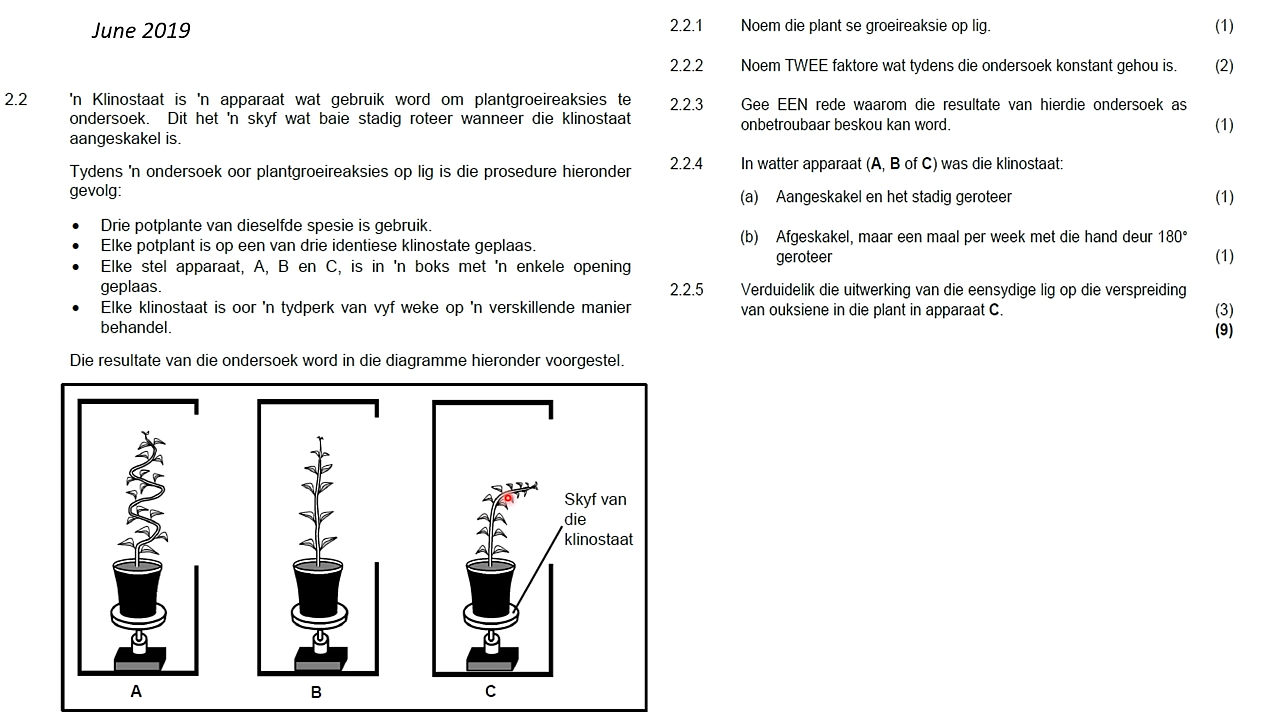 June 2019
2.2 'n Klinostaat is 'n apparaat wat gebruik word om plantgroeireaksies te
ondersoek. Dit het 'n skyf wat baie stadig roteer wanneer die klinostaat
aangeskakel is.
Tydens 'n ondersoek oor plantgroeireaksies op lig is die prosedure hieronder
gevolg:
• Drie potplante van dieselfde spesie is gebruik.
• Elke potplant is op een van drie identiese klinostate geplaas.
• Elke stel apparaat, A, B en C, is in 'n boks met 'n enkele opening
geplaas.
• Elke klinostaat is oor 'n tydperk van vyf weke op 'n verskillende manier
behandel.
Die resultate van die ondersoek word in die diagramme hieronder voorgestel.
Skyf van
die
klinostaat
A B C
2.2.1 Noem die plant se groeireaksie op lig. (1)
2.2.2 Noem TWEE faktore wat tydens die ondersoek konstant gehou is. (2)
2.2.3 Gee EEN rede waarom die resultate van hierdie ondersoek as
onbetroubaar beskou kan word. (1)
2.2.4 In watter apparaat (A, B of C) was die klinostaat:
(a) Aangeskakel en het stadig geroteer (1)
(b) Afgeskakel, maar een maal per week met die hand deur 180°
geroteer (1)
2.2.5 Verduidelik die uitwerking van die eensydige lig op die verspreiding
van ouksiene in die plant in apparaat C. (3)
(9)